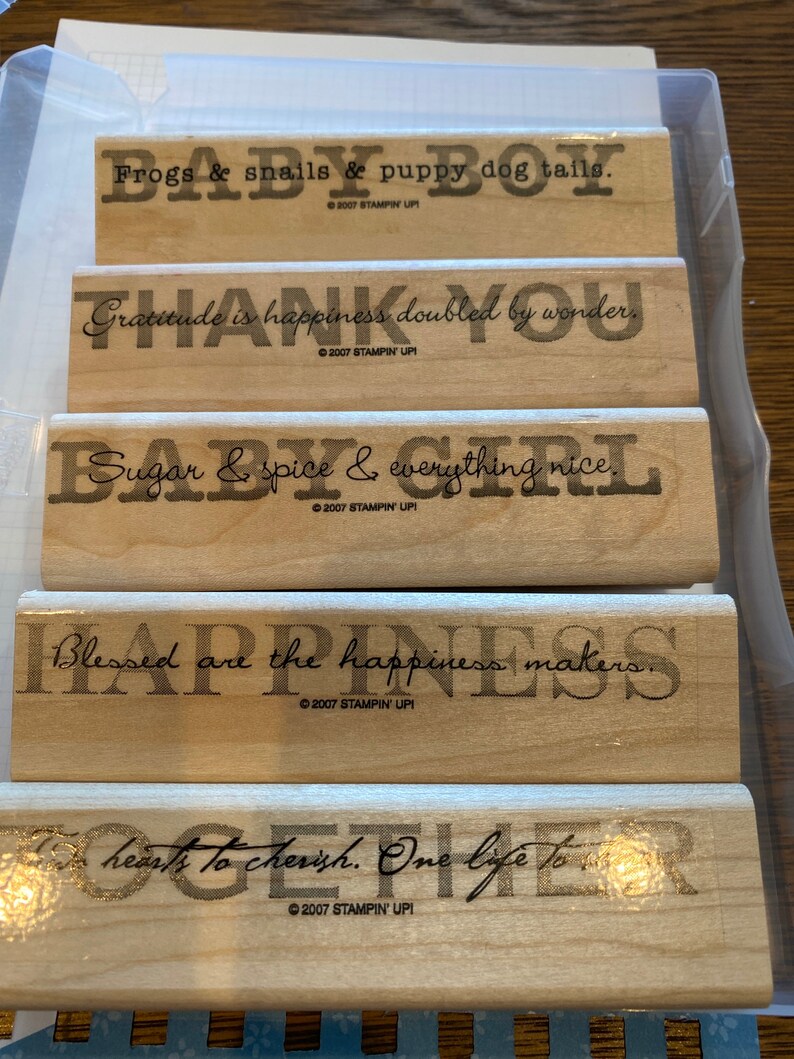 BABY BOY
Frogs & snails & puppy dog tails.
© 2007 STAMPIN' UP!
THANK YOU
Gratitude is happiness doubled by wonder.
© 2007 STAMPIN' UP!
BABY GIRL
Sugar & spice & everything nice.
© 2007 STAMPIN' UP!
HAPPINESS
Blessed are the happiness makers.
© 2007 STAMPIN' UP!
TOGETHER
hearts to cherish. One life to
© 2007 STAMPIN' UP!